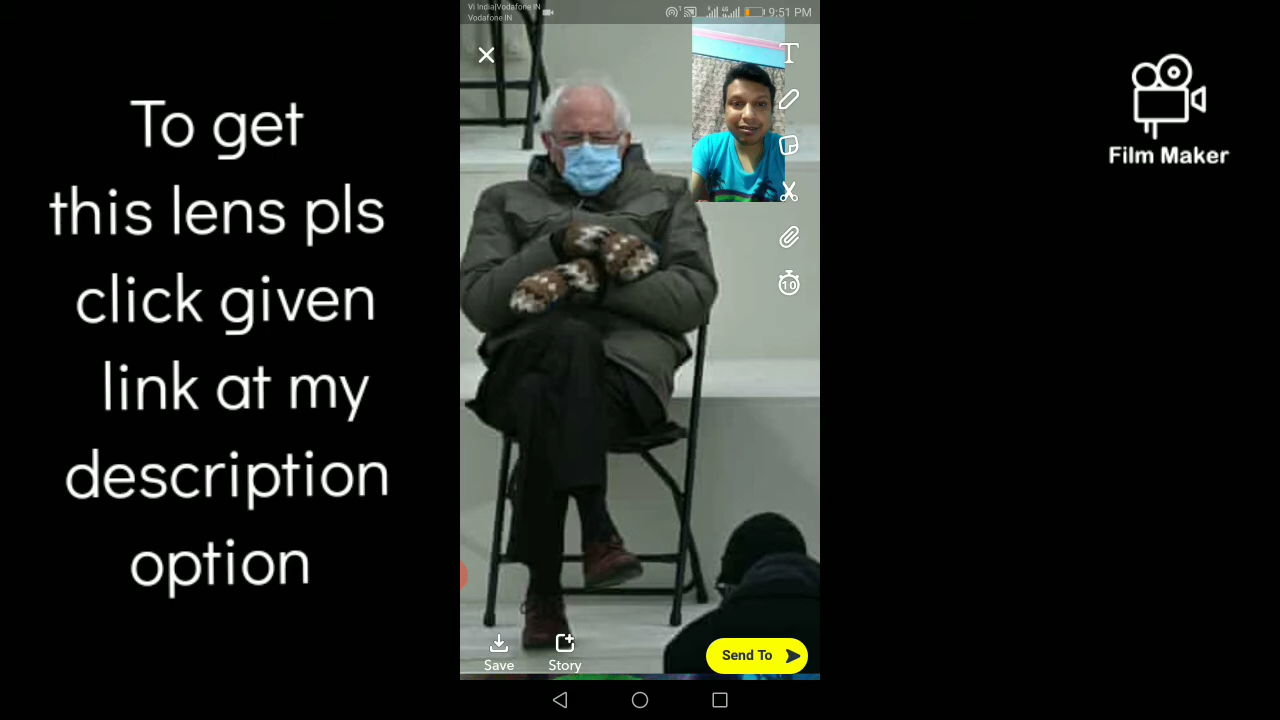 To get
this lens pls
click given
link at my
description
option
Vi India|Vodafone IN
Vodafone IN
9:51 PM
T
10
Save
Story
Send To
Film Maker